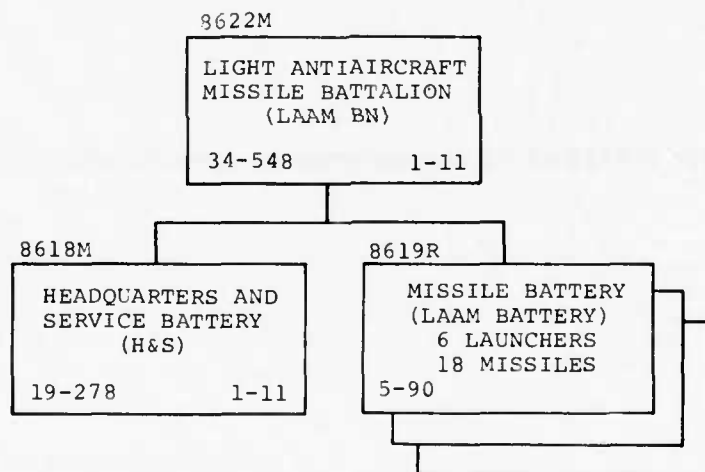 8622M
LIGHT ANTIAIRCRAFT
MISSILE BATTALION
(LAAM BN)
34-548 1-11
8618M
HEADQUARTERS AND
SERVICE BATTERY
(H&S)
19-278 1-11
8619R
MISSILE BATTERY
(LAAM BATTERY)
6 LAUNCHERS
18 MISSILES
5-90